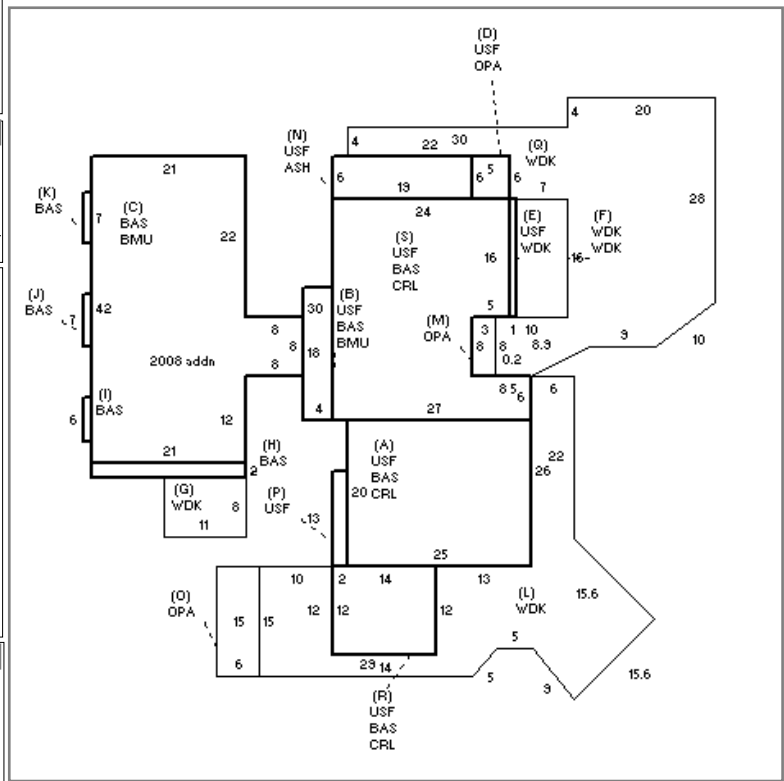 (D)
USF
OPA
20
4
4
30
22
(N)
USF
ASH
(Q)
WDK
21
6
6
5
6
19
7
(K)
BAS
7
(C)
BAS
BMU
24
28
22
(S)
USF
BAS
CRL
(E)
USF
WDK
(F)
WDK
WDK
16
16
(J)
BAS
7
42
30
(B)
USF
BAS
BMU
5
(M)
OPA
3
1
10
8
8
8
8
8.9
9
10
18
0.2
2008 addn
8
(I)
BAS
6
8
5
6
6
12
4
27
21
(H)
BAS
2
(A)
USF
BAS
CRL
22
26
(G)
WDK
8
11
(P)
USF
20
13
25
10
2
14
13
(O)
OPA
12
12
12
(L)
WDK
15.6
15
15
5
6
29
14
5
9
15.6
(R)
USF
BAS
CRL